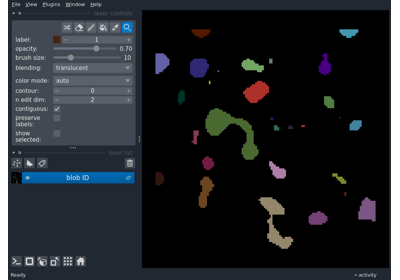 File View Plugins Window Help
layer controls
label: 1
opacity: 0.70
brush size: 10
blending: translucent
color mode: auto
contour: 0
n edit dim: 2
contiguous:
preserve
labels:
show
selected:
layer list
blob ID
Ready
activity